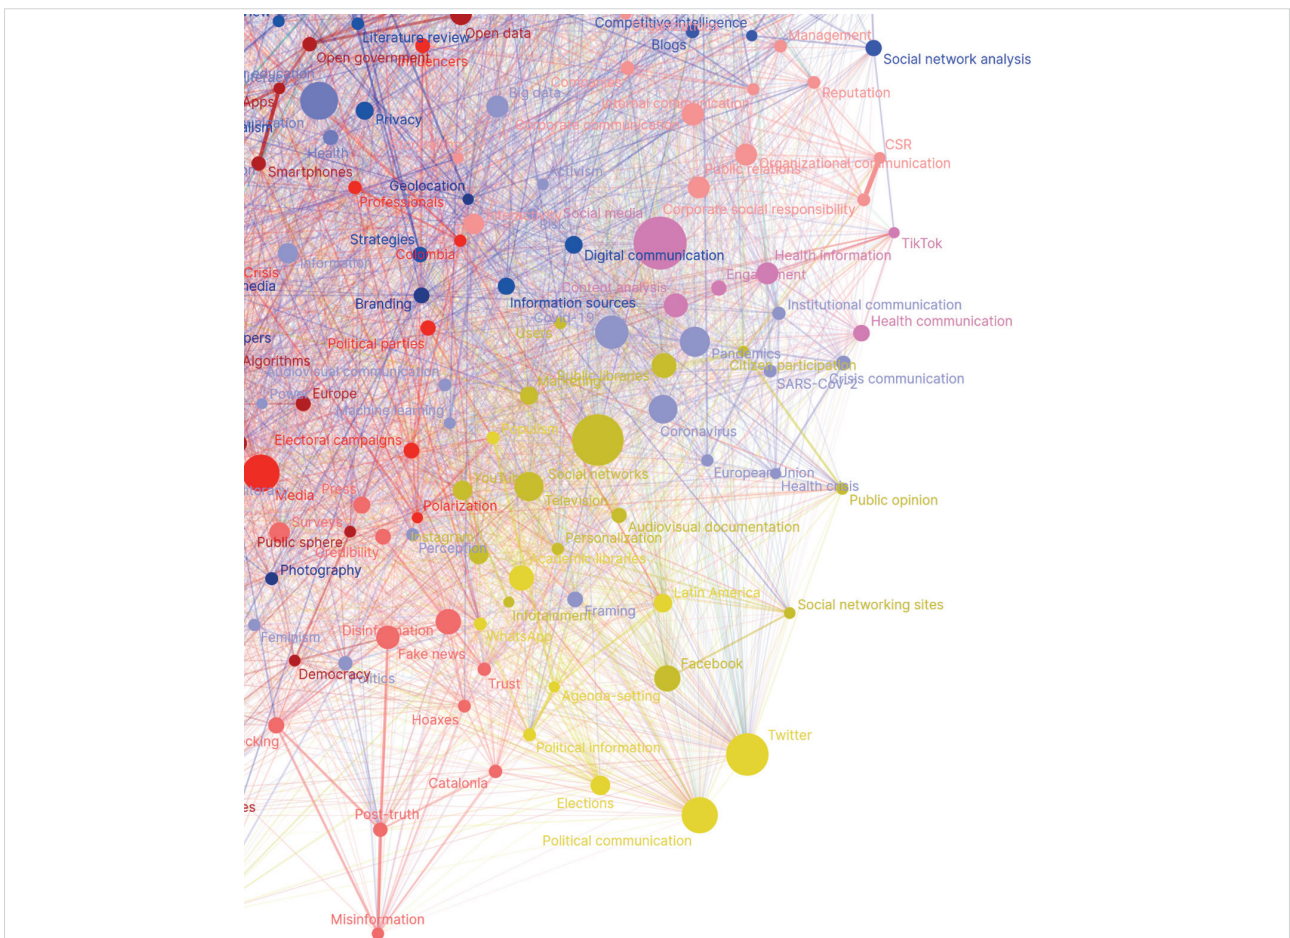 Competitive intelligence
Open data
Literature review
Management
Blogs
Open government
Influencers
Social network analysis
Companies
Big data
Reputation
Apps
Internal communication
Privacy
Corporate communication
CSR
Health
Organizational communication
Smartphones
Public relations
Activism
Geolocation
Professionals
Social media
Corporate social responsibility
Strategies
TikTok
Colombia
Digital communication
Health information
Information
Crisis
Engagement
Content analysis
Branding
Information sources
Institutional communication
Covid-19
Health communication
Users
Political parties
Pandemics
Algorithms
Citizen participation
Audiovisual communication
Public libraries
Marketing
SARS-CoV-2
Crisis communication
Power
Europe
Machine learning
Populism
Coronavirus
Electoral campaigns
European Union
Social networks
YouTube
Health crisis
Press
Media
Television
Public opinion
Polarization
Surveys
Audiovisual documentation
Instagram
Personalization
Public sphere
Credibility
Perception
Academic libraries
Photography
Latin America
Social networking sites
Infotainment
Framing
Disinformation
Feminism
WhatsApp
Fake news
Facebook
Democracy
Politics
Trust
Agenda-setting
Hoaxes
Twitter
cking
Political information
Catalonia
Elections
es
Post-truth
Political communication
Misinformation